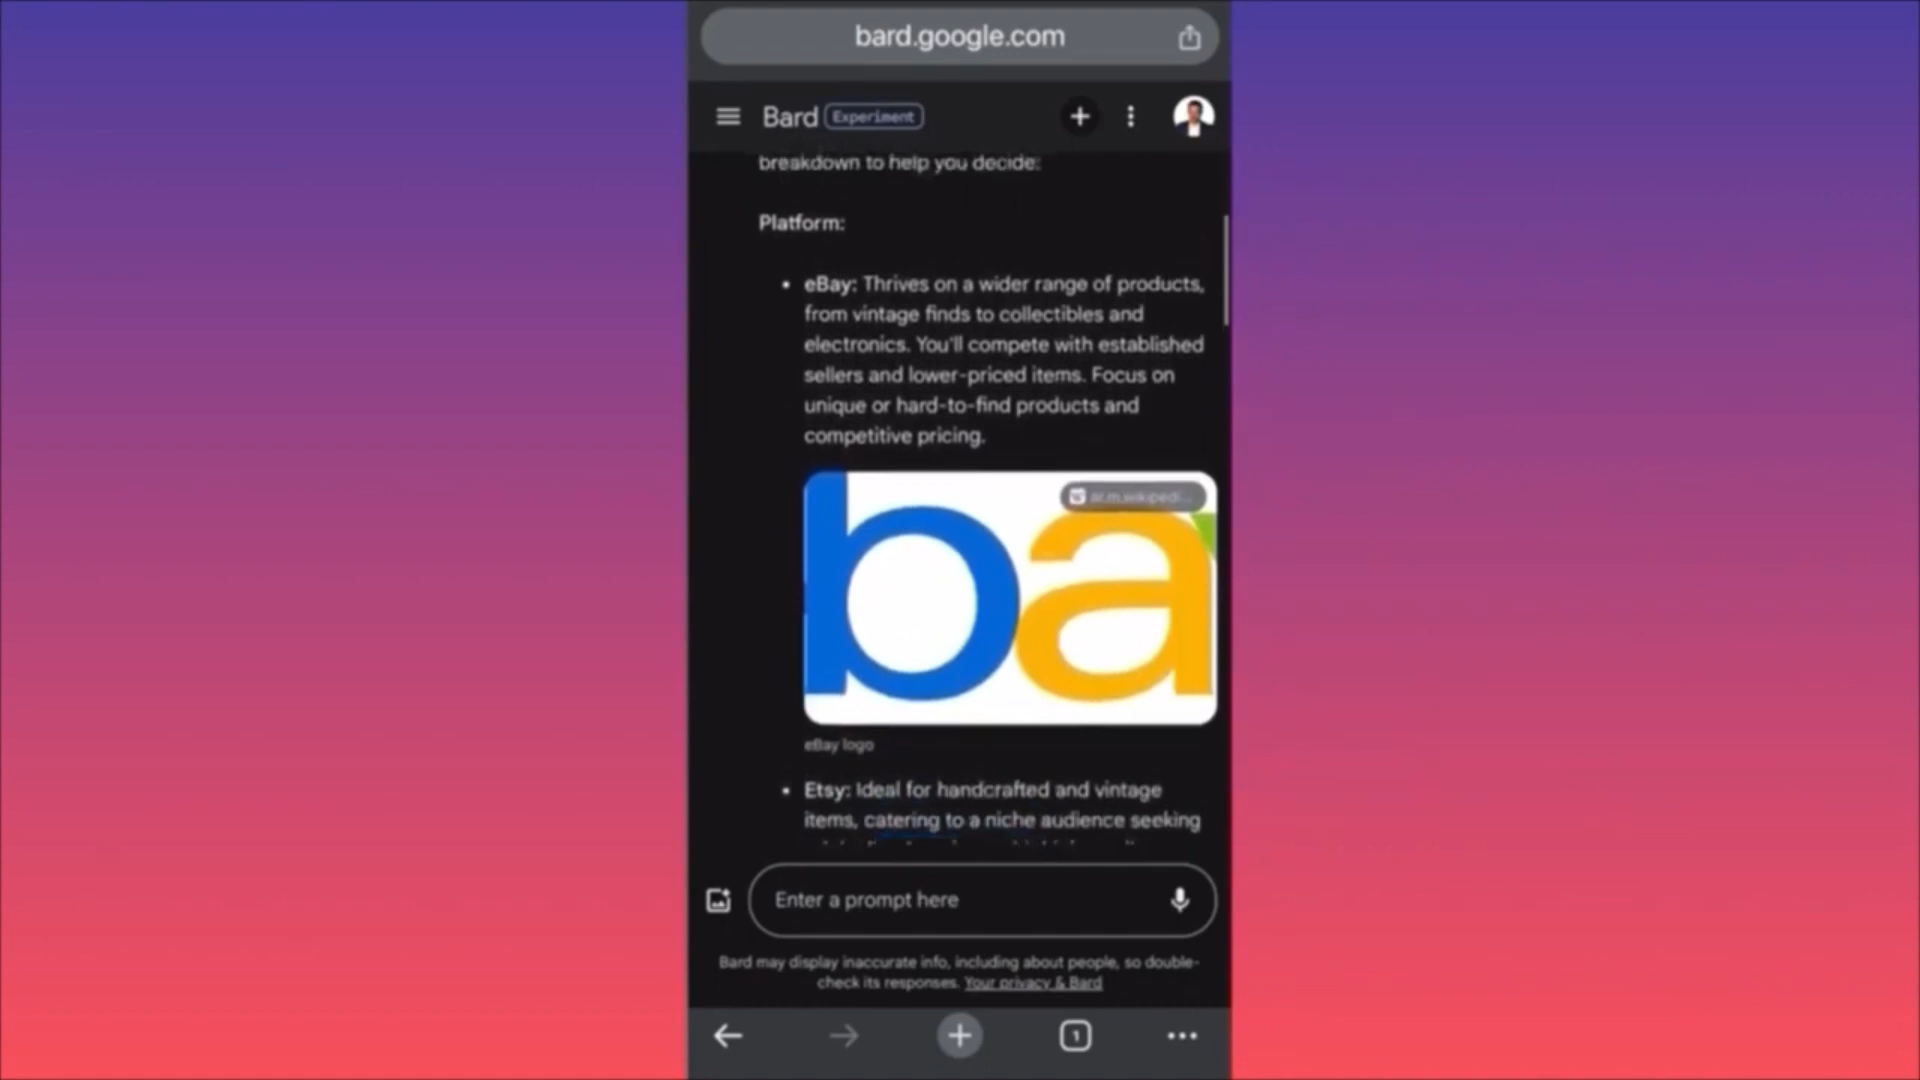 bard.google.com
Bard Experiment
breakdown to help you decide:
Platform:
• eBay: Thrives on a wider range of products,
from vintage finds to collectibles and
electronics. You'll compete with established
sellers and lower-priced items. Focus on
unique or hard-to-find products and
competitive pricing.
ar.m.wikipedi...
ba
eBay logo
• Etsy: Ideal for handcrafted and vintage
items, catering to a niche audience seeking
Enter a prompt here
Bard may display inaccurate info, including about people, so double-
check its responses. Your privacy & Bard
1